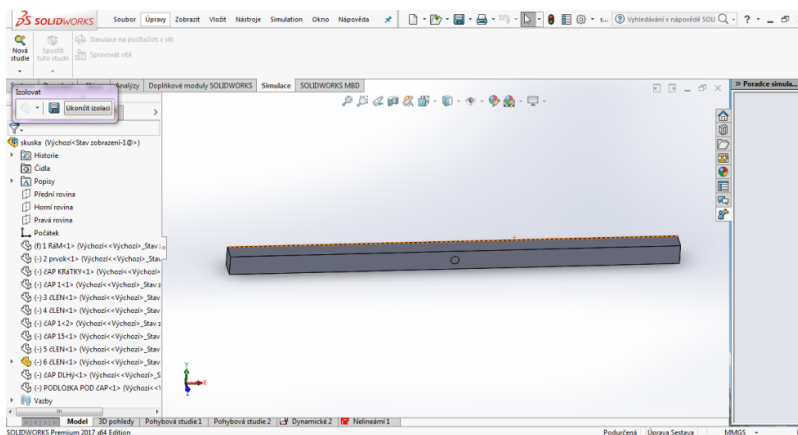 SOLIDWORKS Soubor Úpravy Zobrazit Vložit Nástroje Simulation Okno Nápověda s... Vyhledávání v nápovědě SOLI
Nová studie
Spustit tuto studii
Simulace na počítačích v síti
Spravovat sítě
Analýzy Doplňkové moduly SOLIDWORKS Simulace SOLIDWORKS MBD
Poradce simula...
Izolovat
Ukončit izolaci
skuska (Výchozí<Stav zobrazení-1@>)
Historie
Čidla
Popisy
Přední rovina
Horní rovina
Pravá rovina
Počátek
(f) 1 RáM<1> (Výchozí<<Výchozí>_Stav
(-) 2 prvok<1> (Výchozí<<Výchozí>_Stav
(-) čAP KRáTKY<1> (Výchozí<<Výchozí>
(-) čAP 1<1> (Výchozí<<Výchozí>_Stav z
(-) 3 čLEN<1> (Výchozí<<Výchozí>_Stav
(-) 4 čLEN<1> (Výchozí<<Výchozí>_Stav
(-) čAP 1<2> (Výchozí<<Výchozí>_Stav z
(-) čAP 15<1> (Výchozí<<Výchozí>_Stav
(-) 5 čLEN<1> (Výchozí<<Výchozí>_Stav
(-) 6 čLEN<1> (Výchozí<<Výchozí>_Stav
(-) čAP DLHý<1> (Výchozí<<Výchozí>_S
(-) PODLOžKA POD čAP<1> (Výchozí<<V
Vazby
Y
X
Z
Model 3D pohledy Pohybová studie 1 Pohybová studie 2 Dynamické 2 Nelineární 1
SOLIDWORKS Premium 2017 x64 Edition Podurčená Úprava Sestava MMGS